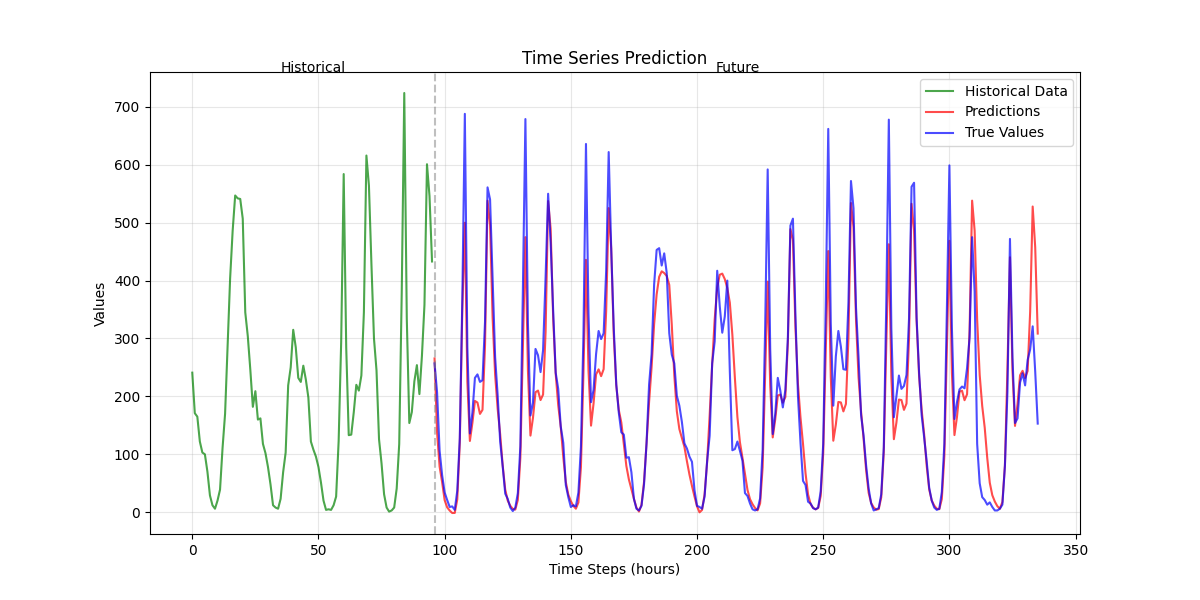 Time Series Prediction
Historical
Future
Historical Data
Predictions
True Values
Values
700
600
500
400
300
200
100
0
0
50
100
150
200
250
300
350
Time Steps (hours)